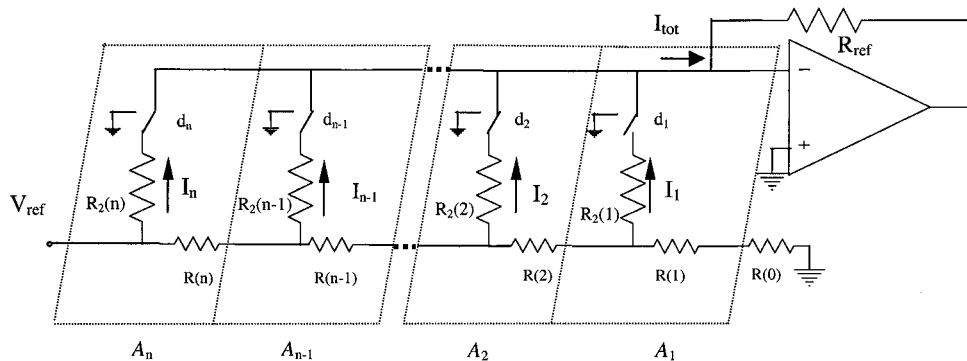 I_tot
R_ref
d_n
d_n-1
d_2
d_1
−
+
I_n
I_n-1
I_2
I_1
V_ref
R_2(n)
R_2(n-1)
R_2(2)
R_2(1)
R(n)
R(n-1)
R(2)
R(1)
R(0)
A_n
A_n-1
A_2
A_1